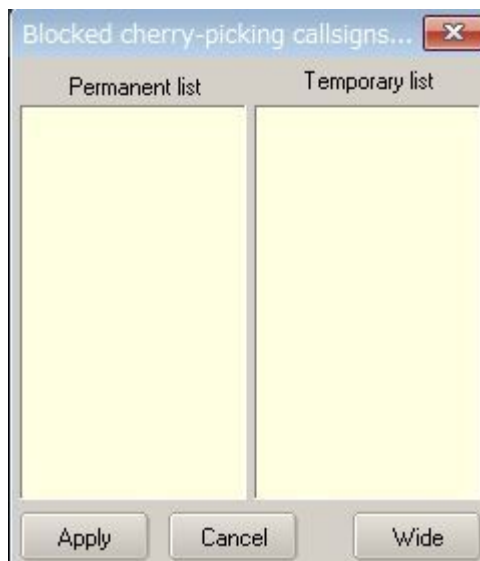 Blocked cherry-picking callsigns...
Permanent list
Temporary list
Apply
Cancel
Wide